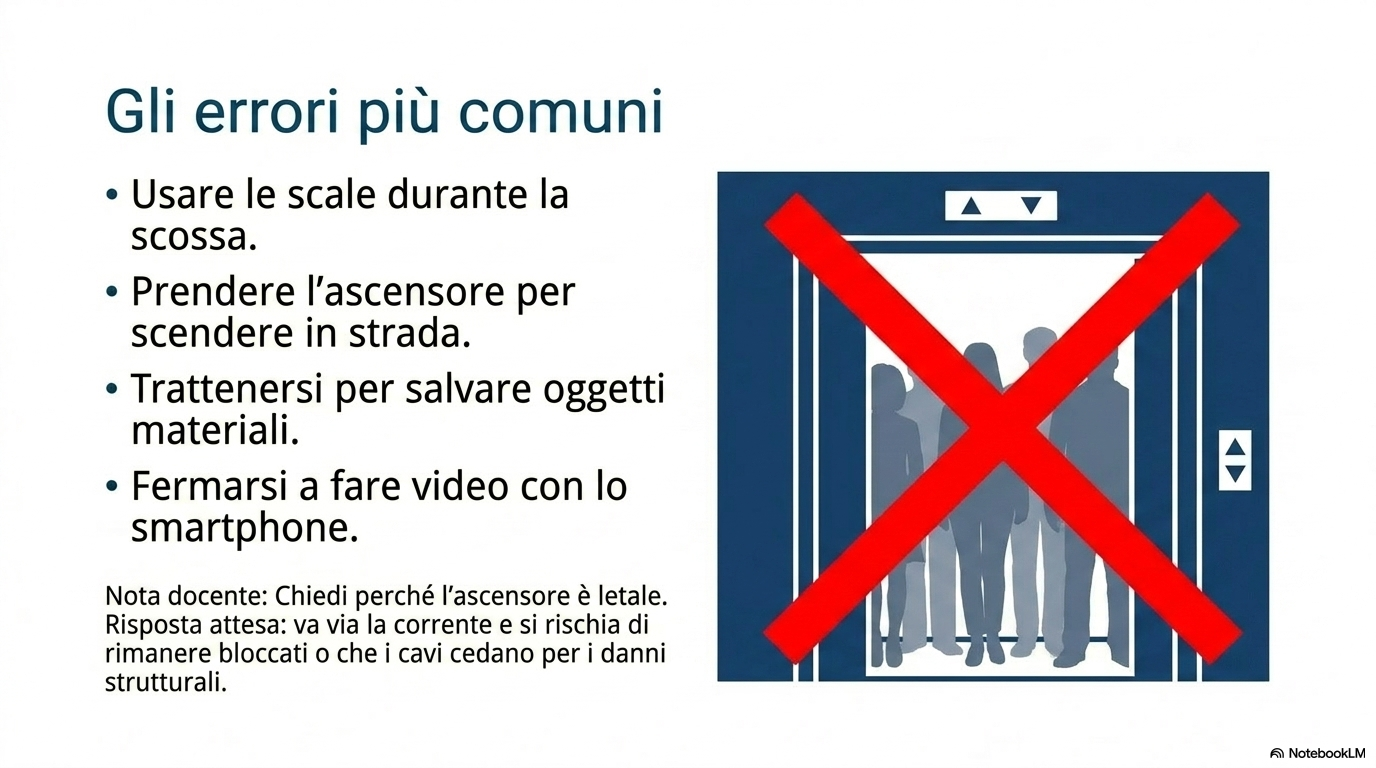 Gli errori più comuni
• Usare le scale durante la
scossa.
• Prendere l’ascensore per
scendere in strada.
• Trattenersi per salvare oggetti
materiali.
• Fermarsi a fare video con lo
smartphone.
Nota docente: Chiedi perché l’ascensore è letale.
Risposta attesa: va via la corrente e si rischia di
rimanere bloccati o che i cavi cedano per i danni
strutturali.
NotebookLM